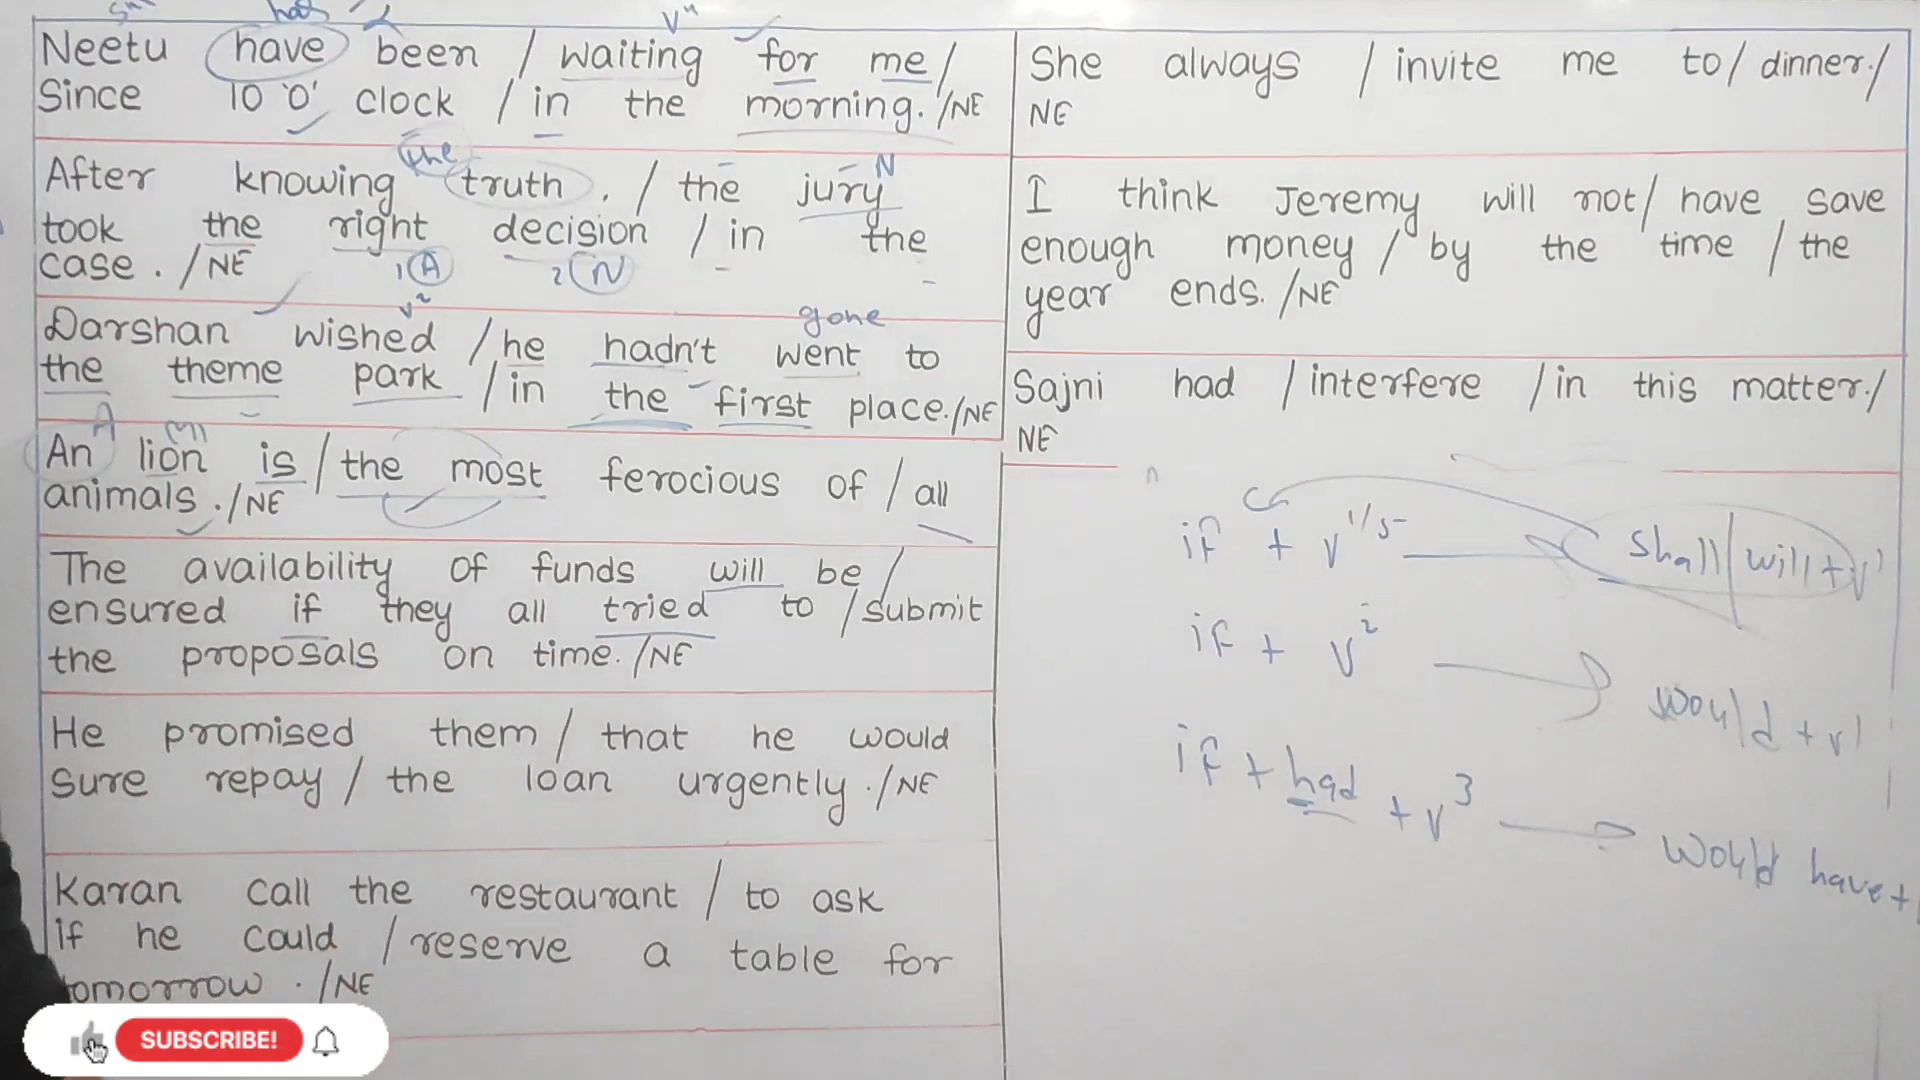 has
V⁴
Neetu have been / waiting for me /
Since 10 'O' clock / in the morning. /NE
the
N
After knowing truth . / the jury
took the right decision / in the
case . /NE
1 A
2 N
V²
gone
Darshan wished / he hadn't went to
the theme park / in the first place. /NE
A
An lion is / the most ferocious of / all
animals . /NE
The availability of funds will be /
ensured if they all tried to / submit
the proposals on time. /NE
He promised them / that he would
sure repay / the loan urgently . /NE
Karan call the restaurant / to ask
if he could / reserve a table for
tomorrow . /NE
She always / invite me to / dinner. /
NE
I think Jeremy will not / have save
enough money / by the time / the
year ends. /NE
Sajni had / interfere / in this matter. /
NE
if + V 1/5 shall / will + V¹
if + V² would + V¹
if + had + V³ would have +
SUBSCRIBE!